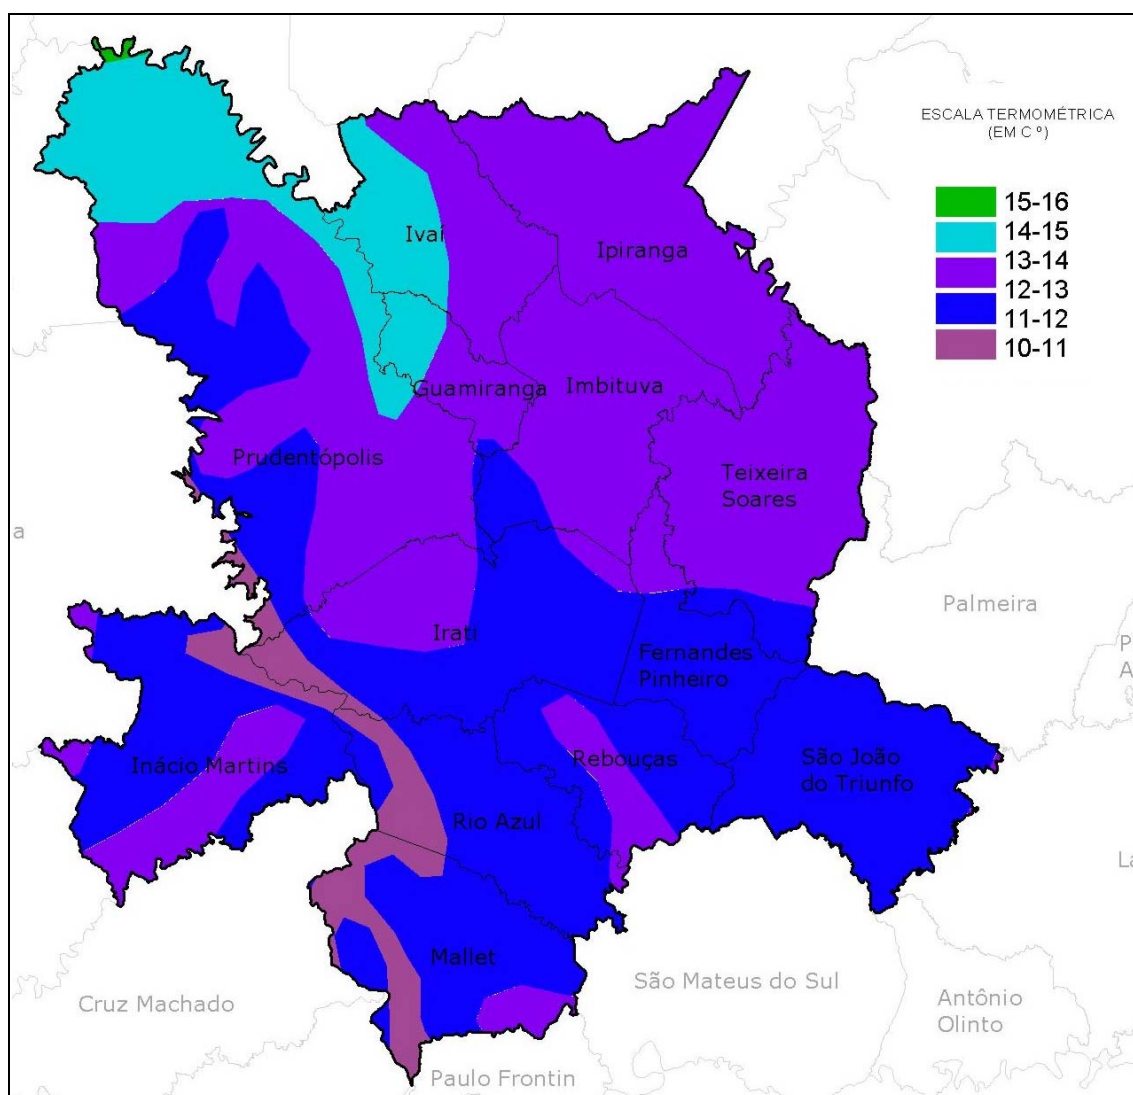 ESCALA TERMOMÉTRICA
(EM C º)
15-16
14-15
13-14
12-13
11-12
10-11
Ivaí
Ipiranga
Guamiranga
Imbituva
Prudentópolis
Teixeira
Soares
a
Palmeira
Irati
Fernandes
Pinheiro
P
A
Inácio Martins
Rebouças
São João
do Triunfo
Rio Azul
La
Mallet
São Mateus do Sul
Cruz Machado
Antônio
Olinto
Paulo Frontin